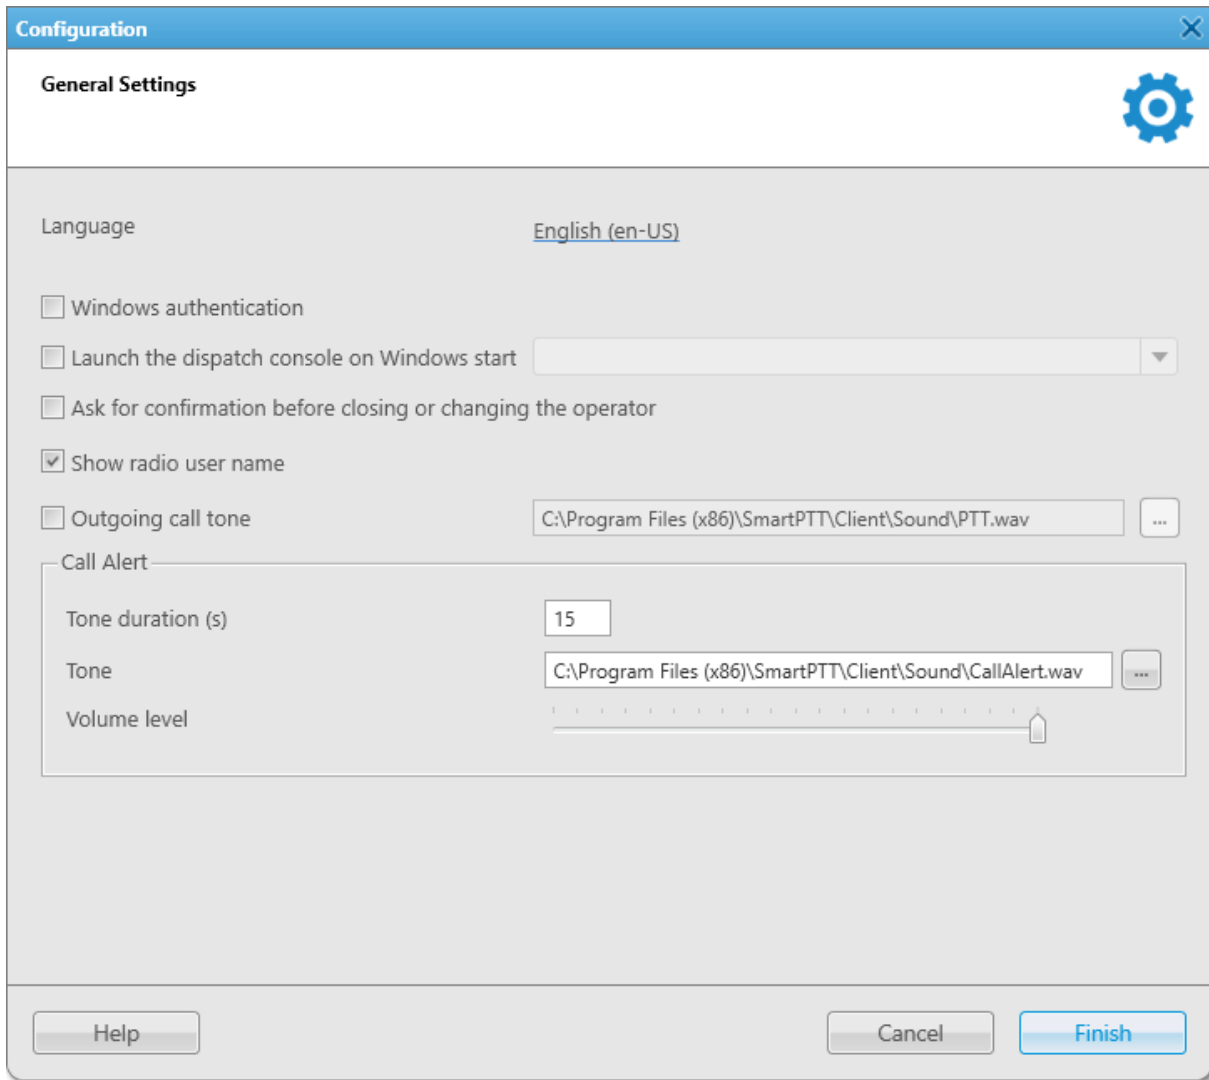 Configuration
General Settings
Language English (en-US)
Windows authentication
Launch the dispatch console on Windows start
Ask for confirmation before closing or changing the operator
Show radio user name
Outgoing call tone C:\Program Files (x86)\SmartPTT\Client\Sound\PTT.wav ...
Call Alert
Tone duration (s) 15
Tone C:\Program Files (x86)\SmartPTT\Client\Sound\CallAlert.wav ...
Volume level
Help Cancel Finish